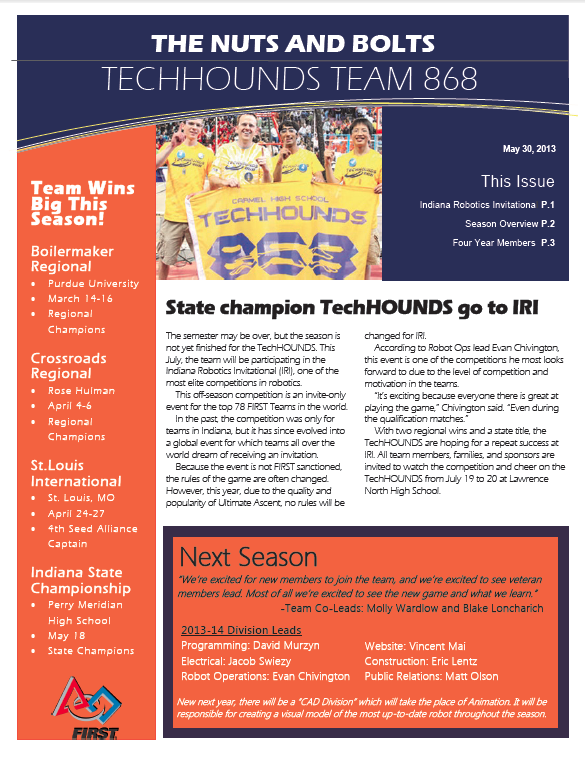 THE NUTS AND BOLTS
TECHHOUNDS TEAM 868
May 30, 2013
This Issue
Indiana Robotics Invitationa P.1
Season Overview P.2
Four Year Members P.3
CARMEL HIGH SCHOOL
TECHHOUNDS
868
Team Wins
Big This
Season!
Boilermaker
Regional
• Purdue University
• March 14-16
• Regional
Champions
Crossroads
Regional
• Rose Hulman
• April 4-6
• Regional
Champions
St.Louis
International
• St. Louis, MO
• April 24-27
• 4th Seed Alliance
Captain
Indiana State
Championship
• Perry Meridian
High School
• May 18
• State Champions
FIRST
State champion TechHOUNDS go to IRI
The semester may be over, but the season is
not yet finished for the TechHOUNDS. This
July, the team will be participating in the
Indiana Robotics Invitational (IRI), one of the
most elite competitions in robotics.
This off-season competition is an invite-only
event for the top 78 FIRST Teams in the world.
In the past, the competition was only for
teams in Indiana, but it has since evolved into
a global event for which teams all over the
world dream of receiving an invitation.
Because the event is not FIRST sanctioned,
the rules of the game are often changed.
However, this year, due to the quality and
popularity of Ultimate Ascent, no rules will be
changed for IRI.
According to Robot Ops lead Evan Chivington,
this event is one of the competitions he most looks
forward to due to the level of competition and
motivation in the teams.
“It’s exciting because everyone there is great at
playing the game,” Chivington said. “Even during
the qualification matches.”
With two regional wins and a state title, the
TechHOUNDS are hoping for a repeat success at
IRI. All team members, families, and sponsors are
invited to watch the competition and cheer on the
TechHOUNDS from July 19 to 20 at Lawrence
North High School.
Next Season
“We’re excited for new members to join the team, and we’re excited to see veteran
members lead. Most of all we’re excited to see the new game and what we learn.”
-Team Co-Leads: Molly Wardlow and Blake Loncharich
2013-14 Division Leads
Programming: David Murzyn
Electrical: Jacob Swiezy
Robot Operations: Evan Chivington
Website: Vincent Mai
Construction: Eric Lentz
Public Relations: Matt Olson
New next year, there will be a “CAD Division” which will take the place of Animation. It will be
responsible for creating a visual model of the most up-to-date robot throughout the season.